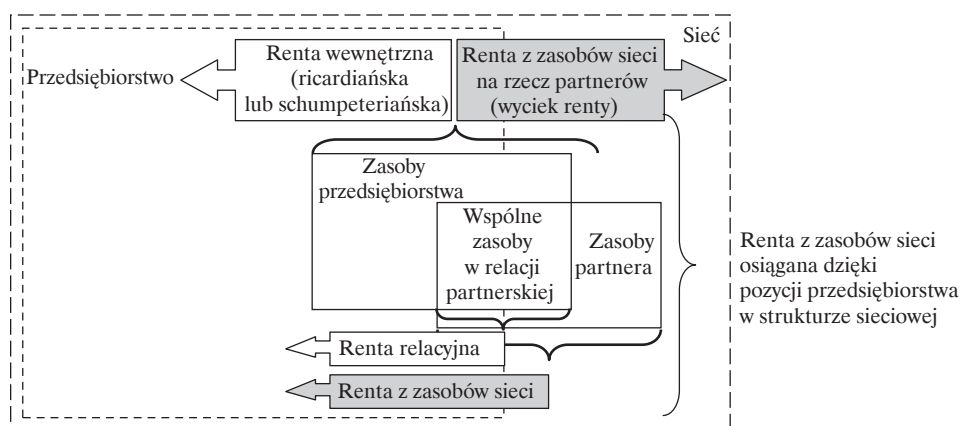 Sieć
Przedsiębiorstwo
Renta wewnętrzna
(ricardiańska
lub schumpeteriańska)
Renta z zasobów sieci
na rzecz partnerów
(wyciek renty)
Zasoby
przedsiębiorstwa
Wspólne
zasoby
w relacji
partnerskiej
Zasoby
partnera
Renta z zasobów sieci
osiągana dzięki
pozycji przedsiębiorstwa
w strukturze sieciowej
Renta relacyjna
Renta z zasobów sieci